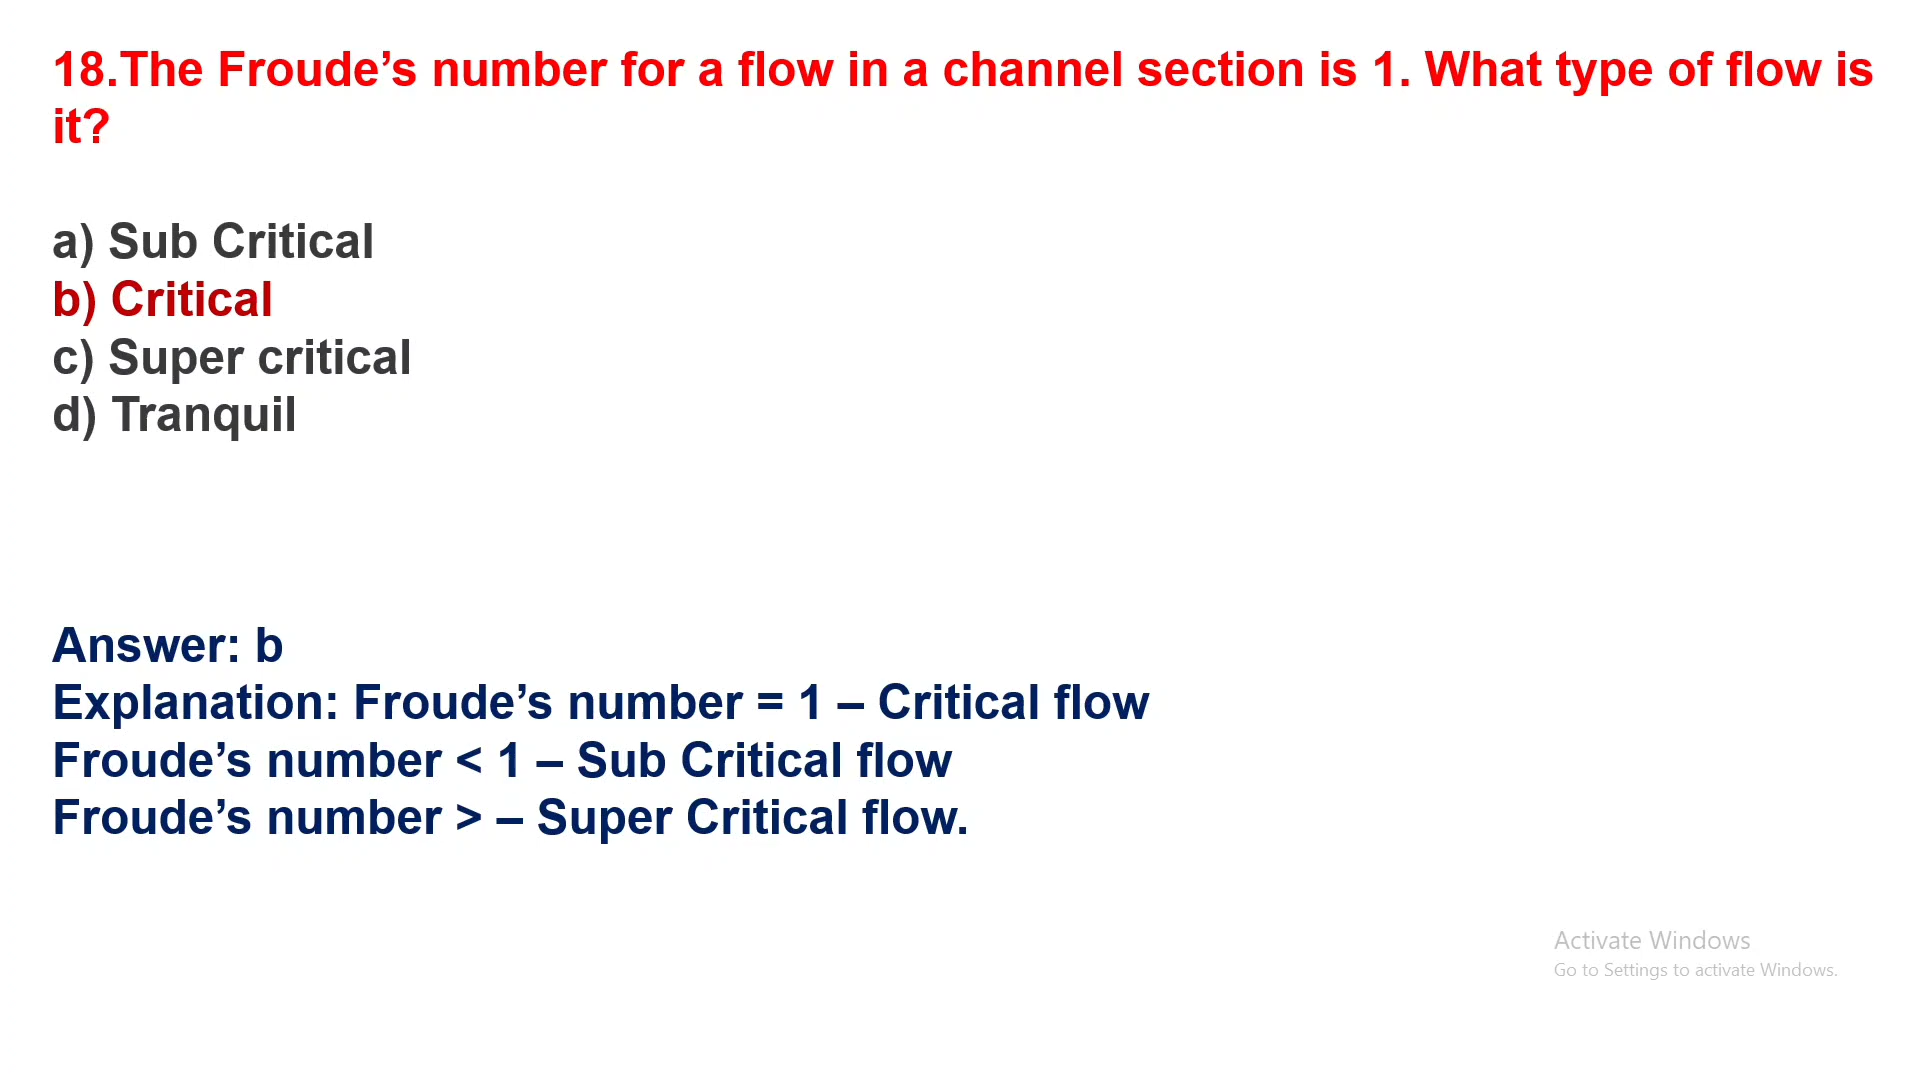 18.The Froude’s number for a flow in a channel section is 1. What type of flow is
it?
a) Sub Critical
b) Critical
c) Super critical
d) Tranquil
Answer: b
Explanation: Froude’s number = 1 – Critical flow
Froude’s number < 1 – Sub Critical flow
Froude’s number > – Super Critical flow.
Activate Windows
Go to Settings to activate Windows.